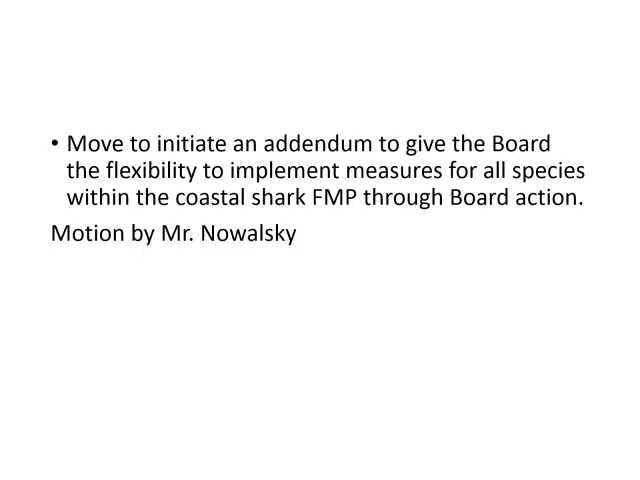 • Move to initiate an addendum to give the Board
the flexibility to implement measures for all species
within the coastal shark FMP through Board action.
Motion by Mr. Nowalsky